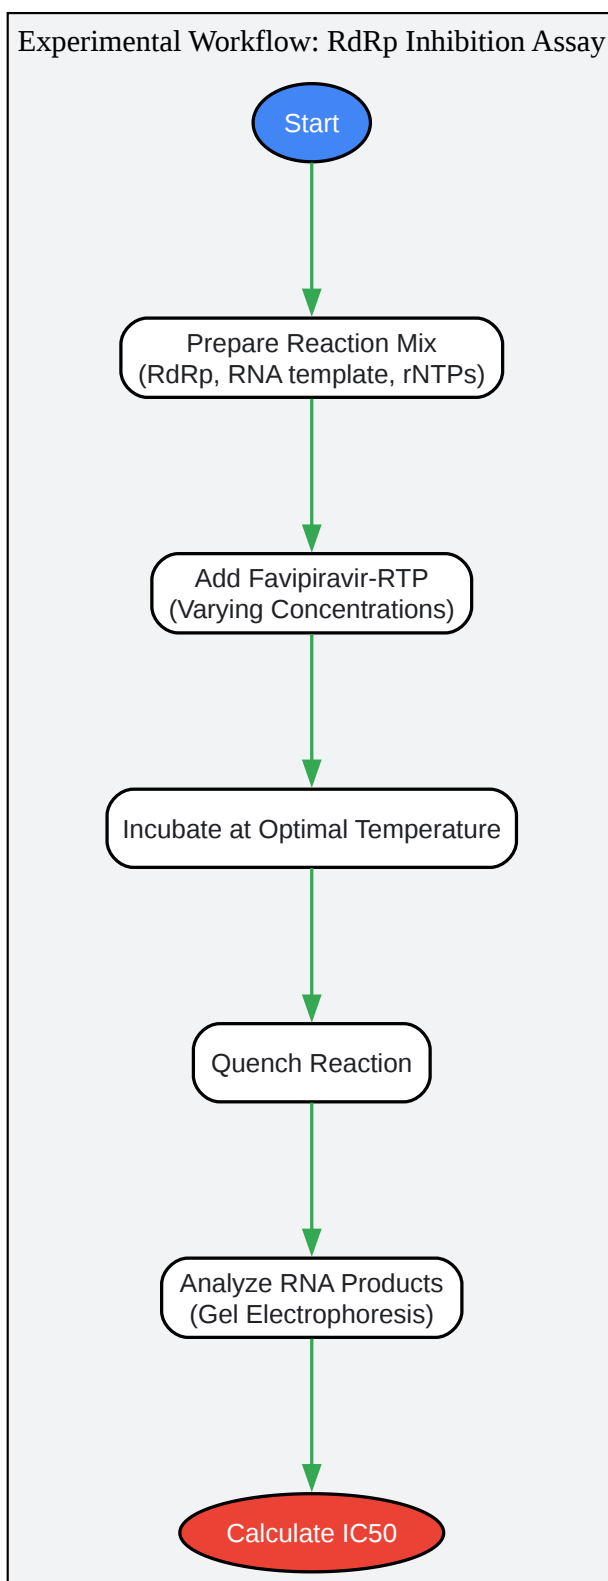 Experimental Workflow: RdRp Inhibition Assay
Start
Prepare Reaction Mix
(RdRp, RNA template, rNTPs)
Add Favipiravir-RTP
(Varying Concentrations)
Incubate at Optimal Temperature
Quench Reaction
Analyze RNA Products
(Gel Electrophoresis)
Calculate IC50